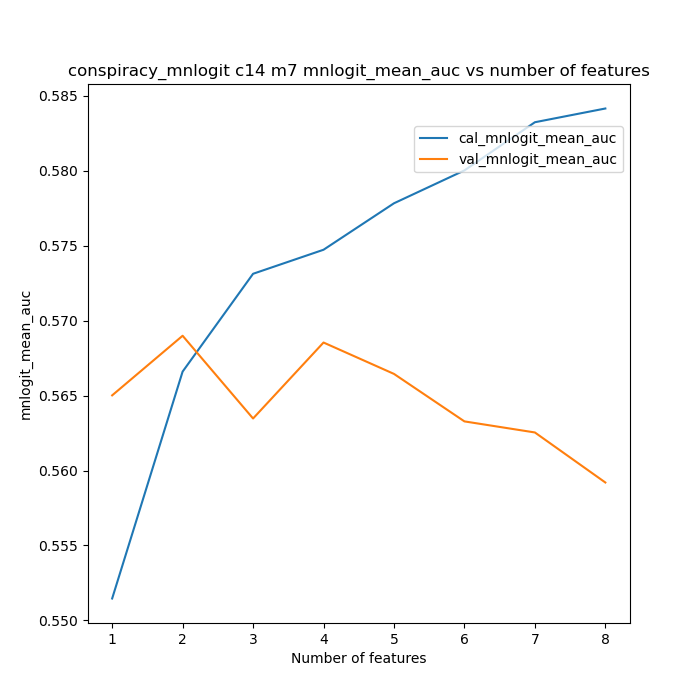 conspiracy_mnlogit c14 m7 mnlogit_mean_auc vs number of features
0.585
0.580
0.575
0.570
0.565
0.560
0.555
0.550
mnlogit_mean_auc
cal_mnlogit_mean_auc
val_mnlogit_mean_auc
1 2 3 4 5 6 7 8
Number of features